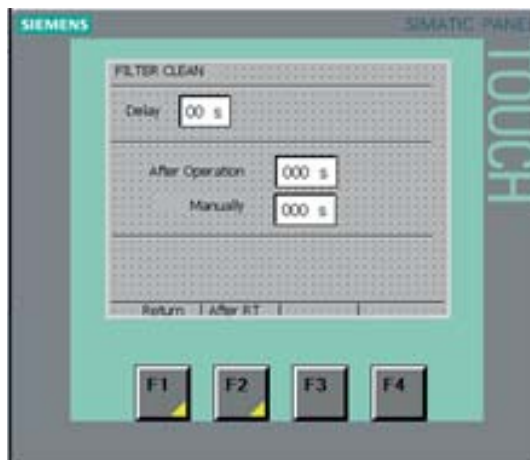 SIEMENS
SIMATIC PANEL
TOUCH
FILTER CLEAN
Delay 00 s
After Operation 000 s
Manually 000 s
Return After RT
F1 F2 F3 F4